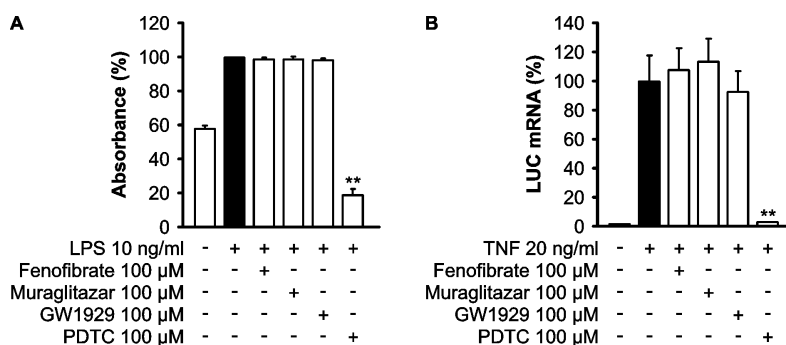 A
Absorbance (%)
120
100
80
60
40
20
0
**
LPS 10 ng/ml - + + + + +
Fenofibrate 100 µM - - + - - -
Muraglitazar 100 µM - - - + - -
GW1929 100 µM - - - - + -
PDTC 100 µM - - - - - +
B
LUC mRNA (%)
140
120
100
80
60
40
20
0
**
TNF 20 ng/ml - + + + + +
Fenofibrate 100 µM - - + - - -
Muraglitazar 100 µM - - - + - -
GW1929 100 µM - - - - + -
PDTC 100 µM - - - - - +